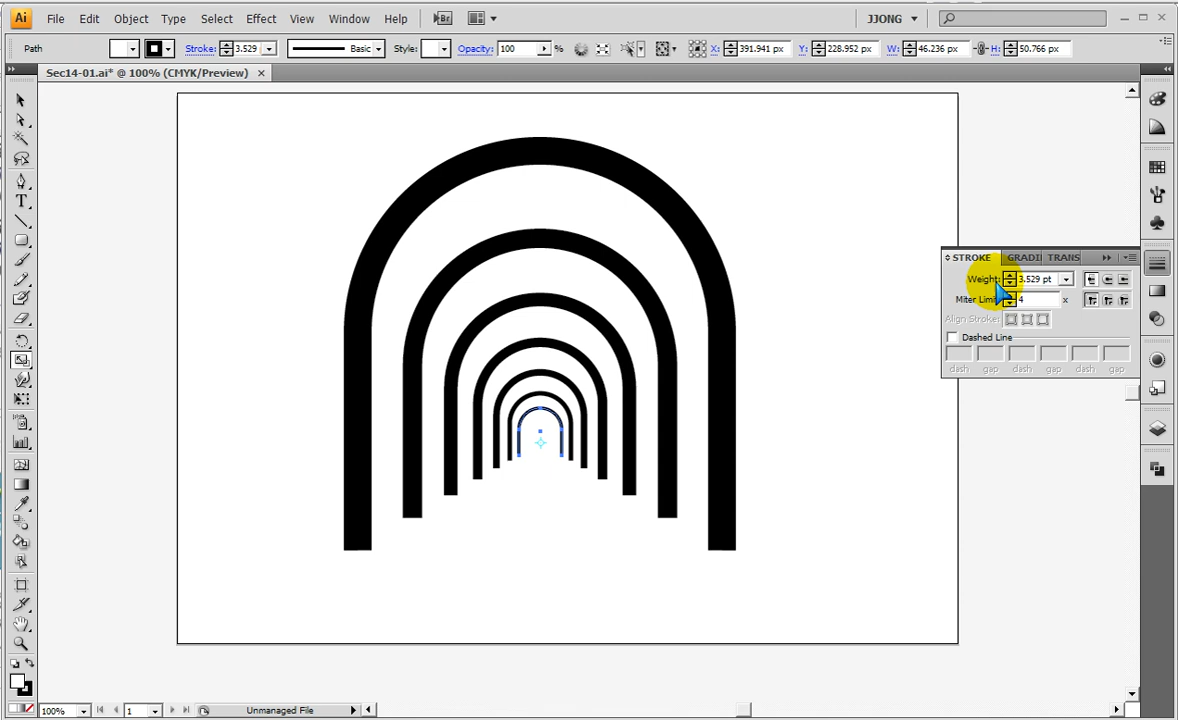 Ai File Edit Object Type Select Effect View Window Help Br JJONG
Path Stroke: 3.529 Basic Style: Opacity: 100 % X: 391.941 px Y: 228.952 px W: 46.236 px H: 50.766 px
Sec14-01.ai* @ 100% (CMYK/Preview)
STROKE GRADI TRANS
Weight: 3.529 pt
Miter Limi 4 x
Align Stroke:
Dashed Line
dash gap dash gap dash gap
100% 1 Unmanaged File